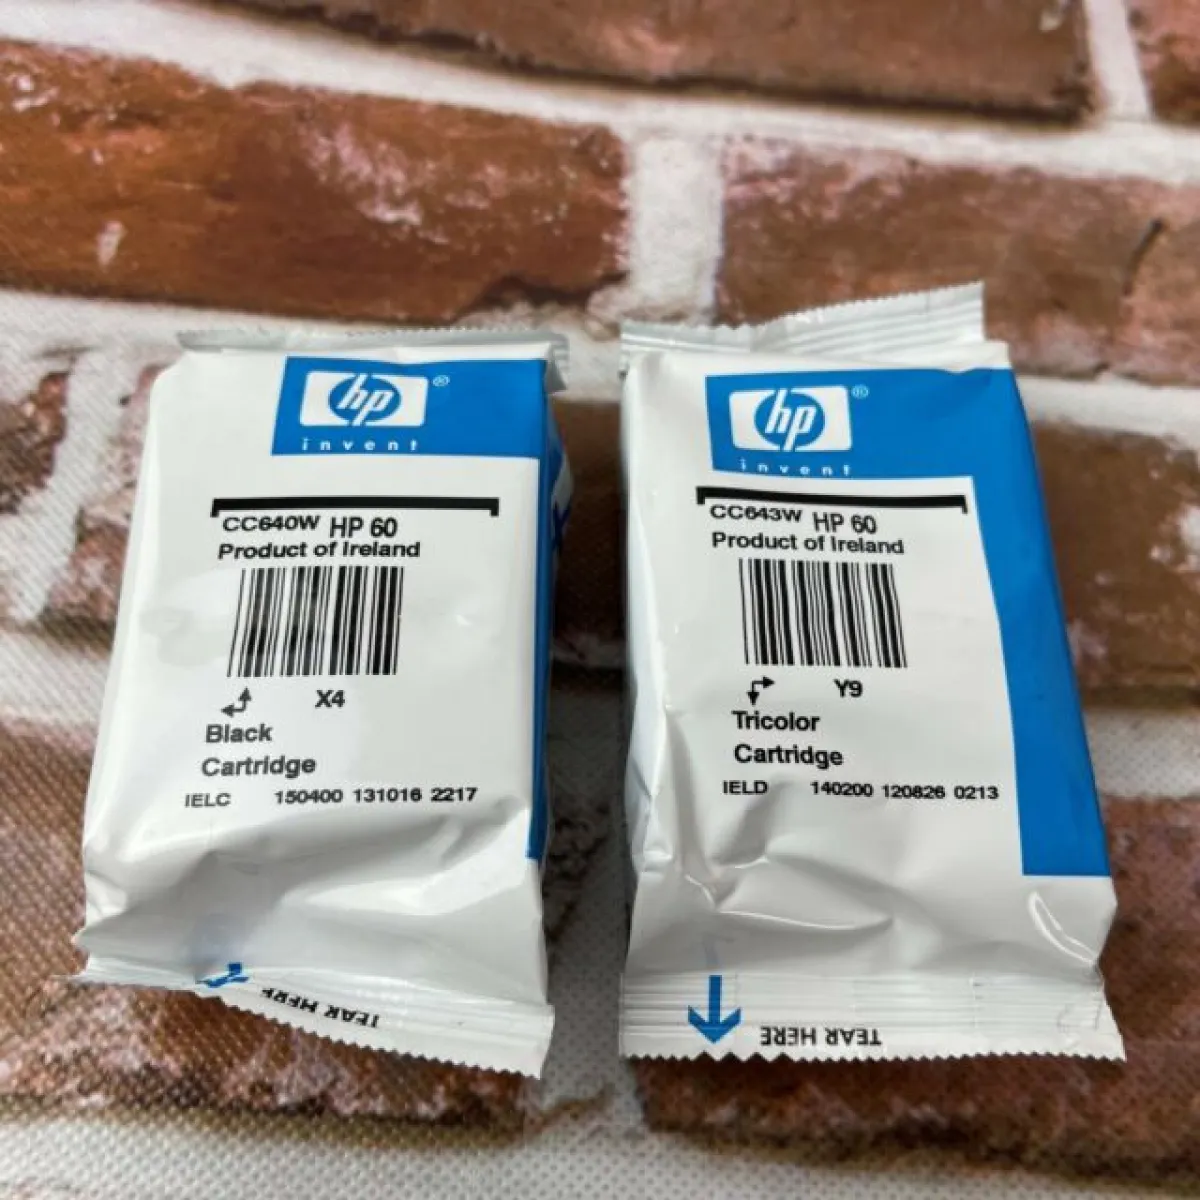 hp®
invent
CC640W HP 60
Product of Ireland
X4
Black
Cartridge
IELC 150400 131016 2217
TEAR HERE
hp®
invent
CC643W HP 60
Product of Ireland
Y9
Tricolor
Cartridge
IELD 140200 120826 0213
TEAR HERE